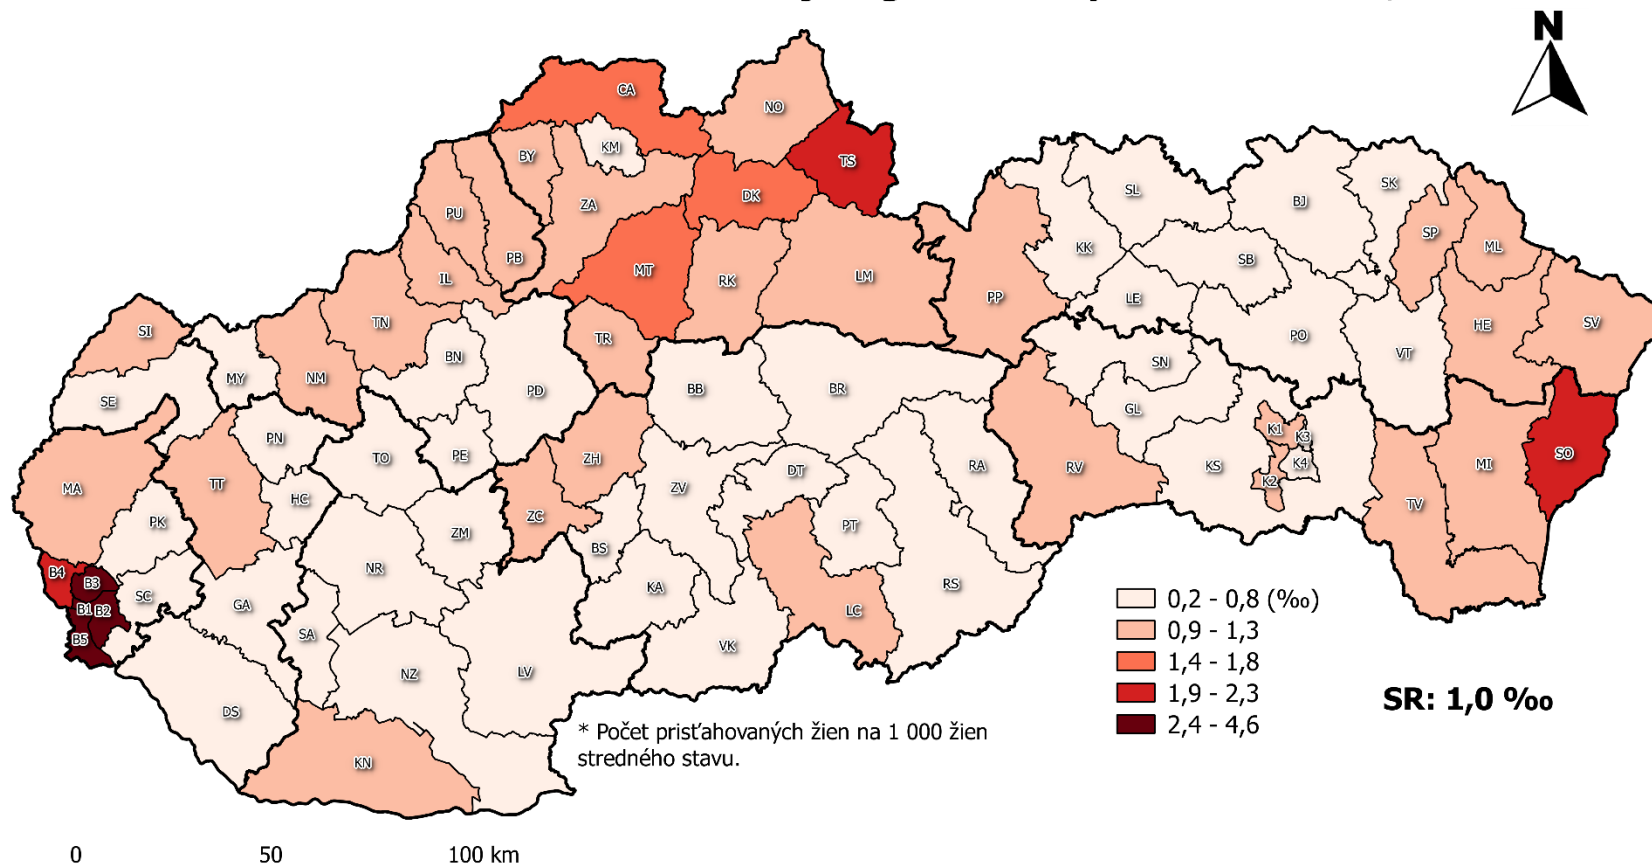 N
CA
NO
BY
KM
TS
DK
ZA
PU
PB
IL
MT
RK
LM
SL
SK
BJ
KK
SP
ML
SB
LE
PP
HE
SV
PO
VT
SI
TN
TR
NM
MY
BN
SE
PD
BB
BR
SN
GL
PN
TO
PE
ZH
DT
RA
RV
KS
K1
K3
K4
K2
MI
SO
MA
TT
HC
ZV
PK
ZM
ZC
PT
TV
BS
B4
B3
NR
KA
RS
B1
B2
SC
GA
SA
LC
B5
VK
NZ
LV
DS
KN
0,2 - 0,8 (‰)
0,9 - 1,3
1,4 - 1,8
1,9 - 2,3
2,4 - 4,6
SR: 1,0 ‰
* Počet prisťahovaných žien na 1 000 žien
stredného stavu.
0 50 100 km